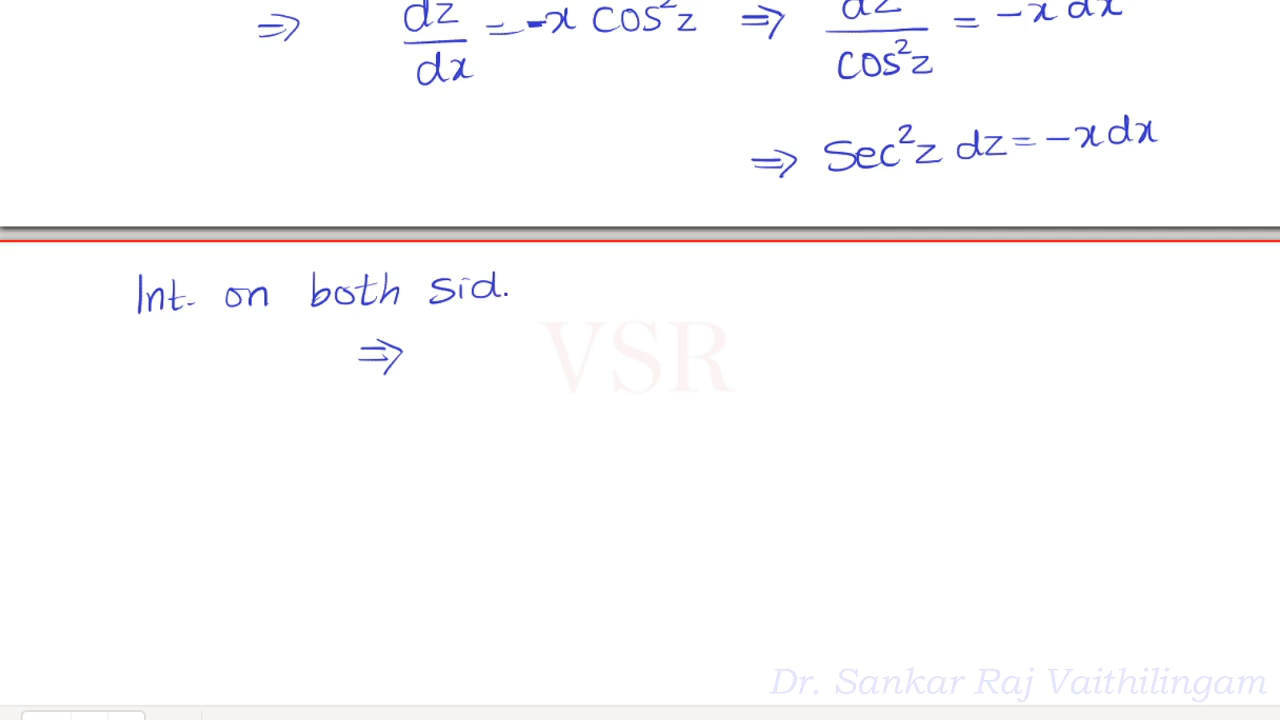 ⇒ dz/dx = -x cos²z ⇒ dz/cos²z = -x dx
⇒ Sec²z dz = -x dx
Int. on both sid.
⇒
VSR
Dr. Sankar Raj Vaithilingam